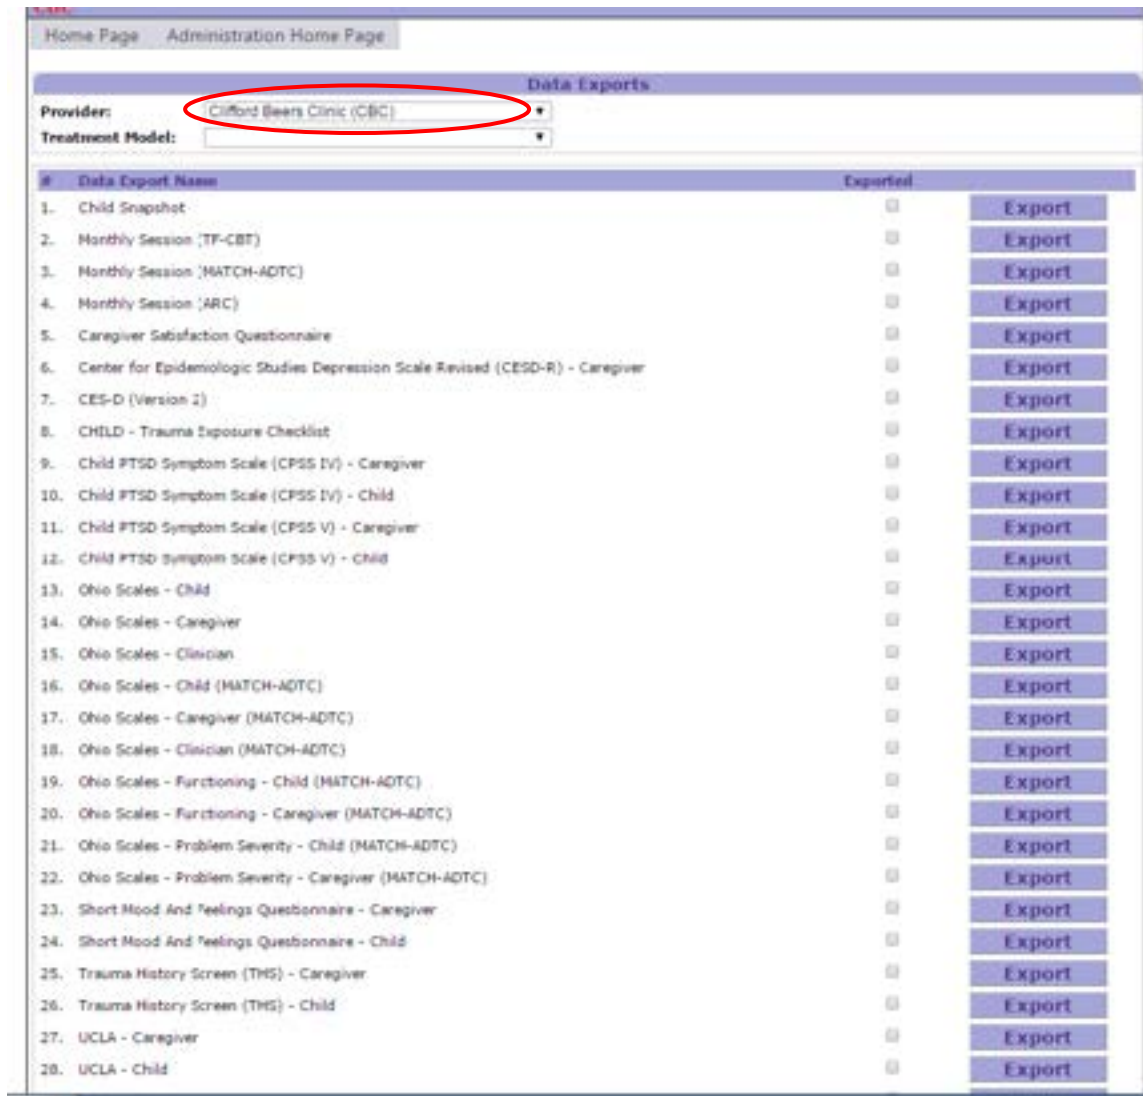 Home Page Administration Home Page
Data Exports
Provider: Clifford Beers Clinic (CBC)
Treatment Model:
# Data Export Name Exported
1. Child Snapshot Export
2. Monthly Session (TF-CBT) Export
3. Monthly Session (MATCH-ADTC) Export
4. Monthly Session (ARC) Export
5. Caregiver Satisfaction Questionnaire Export
6. Center for Epidemologic Studies Depression Scale Revised (CESD-R) - Caregiver Export
7. CES-D (Version 2) Export
8. CHILD - Trauma Exposure Checklist Export
9. Child PTSD Symptom Scale (CPSS IV) - Caregiver Export
10. Child PTSD Symptom Scale (CPSS IV) - Child Export
11. Child PTSD Symptom Scale (CPSS V) - Caregiver Export
12. Child PTSD Symptom Scale (CPSS V) - Child Export
13. Ohio Scales - Child Export
14. Ohio Scales - Caregiver Export
15. Ohio Scales - Clinician Export
16. Ohio Scales - Child (MATCH-ADTC) Export
17. Ohio Scales - Caregiver (MATCH-ADTC) Export
18. Ohio Scales - Clinician (MATCH-ADTC) Export
19. Ohio Scales - Functioning - Child (MATCH-ADTC) Export
20. Ohio Scales - Functioning - Caregiver (MATCH-ADTC) Export
21. Ohio Scales - Problem Severity - Child (MATCH-ADTC) Export
22. Ohio Scales - Problem Severity - Caregiver (MATCH-ADTC) Export
23. Short Mood And Feelings Questionnaire - Caregiver Export
24. Short Mood And Feelings Questionnaire - Child Export
25. Trauma History Screen (THS) - Caregiver Export
26. Trauma History Screen (THS) - Child Export
27. UCLA - Caregiver Export
28. UCLA - Child Export